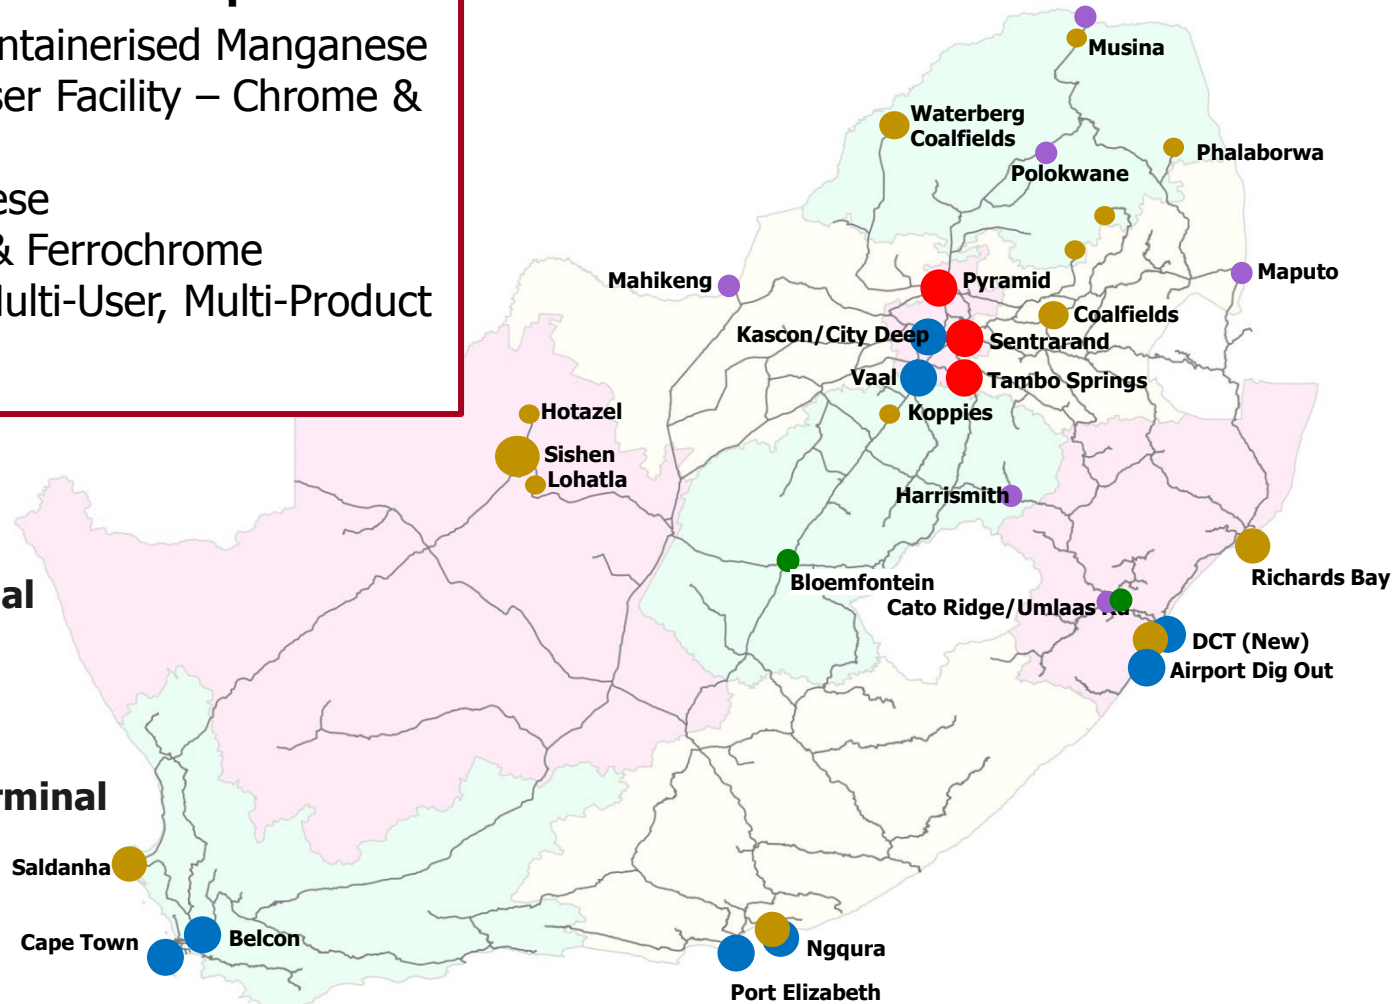 ntainerised Manganese
ser Facility – Chrome &
ese
& Ferrochrome
Multi-User, Multi-Product
al
rminal
Musina
Waterberg
Coalfields
Phalaborwa
Polokwane
Mahikeng
Maputo
Pyramid
Coalfields
Kascon/City Deep
Sentrarand
Vaal
Tambo Springs
Koppies
Hotazel
Sishen
Lohatla
Harrismith
Richards Bay
Bloemfontein
Cato Ridge/Umlaas
DCT (New)
Airport Dig Out
Saldanha
Cape Town
Belcon
Ngqura
Port Elizabeth